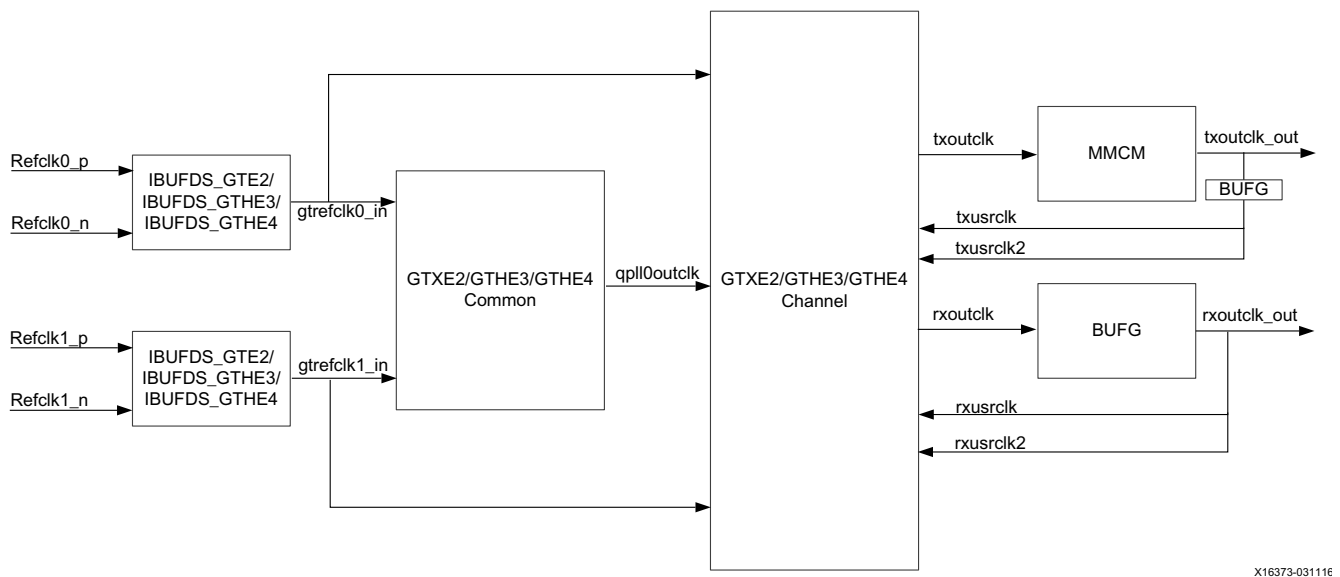 Refclk0_p
Refclk0_n
IBUFDS_GTE2/
IBUFDS_GTHE3/
IBUFDS_GTHE4
gtrefclk0_in
Refclk1_p
Refclk1_n
IBUFDS_GTE2/
IBUFDS_GTHE3/
IBUFDS_GTHE4
gtrefclk1_in
GTXE2/GTHE3/GTHE4
Common
qpll0outclk
GTXE2/GTHE3/GTHE4
Channel
txoutclk
MMCM
txoutclk_out
BUFG
txusrclk
txusrclk2
rxoutclk
BUFG
rxoutclk_out
rxusrclk
rxusrclk2
X16373-031116